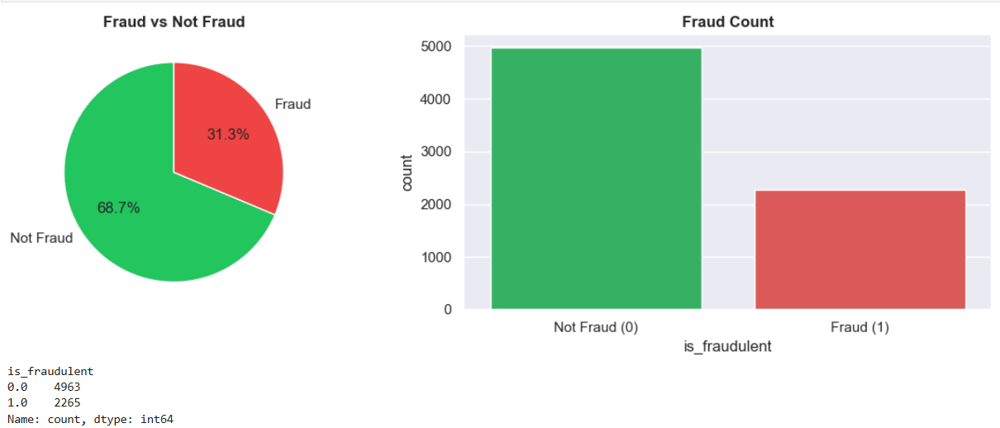 Fraud vs Not Fraud
Fraud
31.3%
68.7%
Not Fraud
Fraud Count
5000
4000
3000
2000
1000
0
count
Not Fraud (0)
Fraud (1)
is_fraudulent
is_fraudulent
0.0    4963
1.0    2265
Name: count, dtype: int64